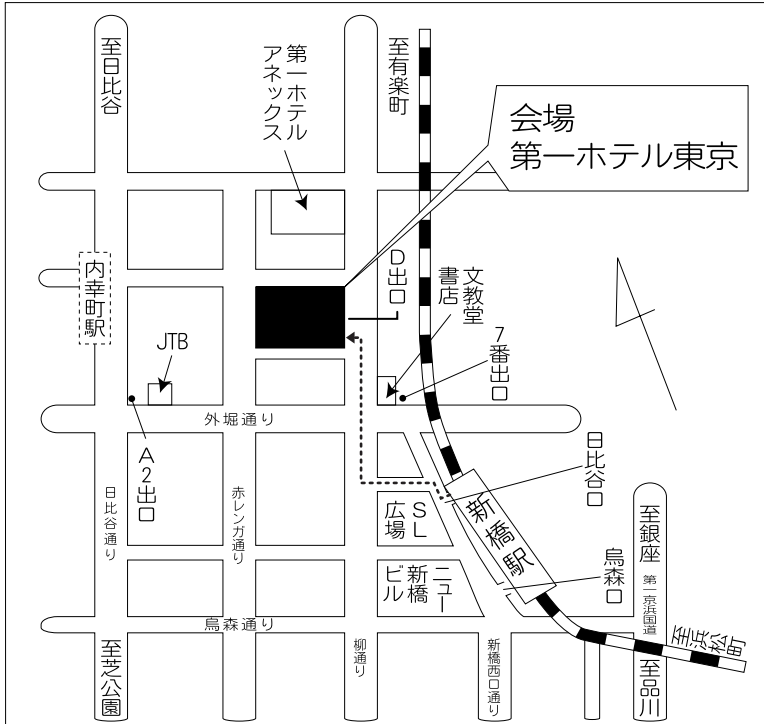 至日比谷
第一ホテル
アネックス
至有楽町
会場
第一ホテル東京
内幸町駅
D出口
文教堂
書店
7番出口
JTB
外堀通り
A2出口
日比谷口
日比谷通り
赤レンガ通り
SL
広場
新橋駅
烏森口
至銀座
第一京浜国道
ニュー
新橋
ビル
烏森通り
至浜松町
至芝公園
柳通り
新橋西口通り
至品川